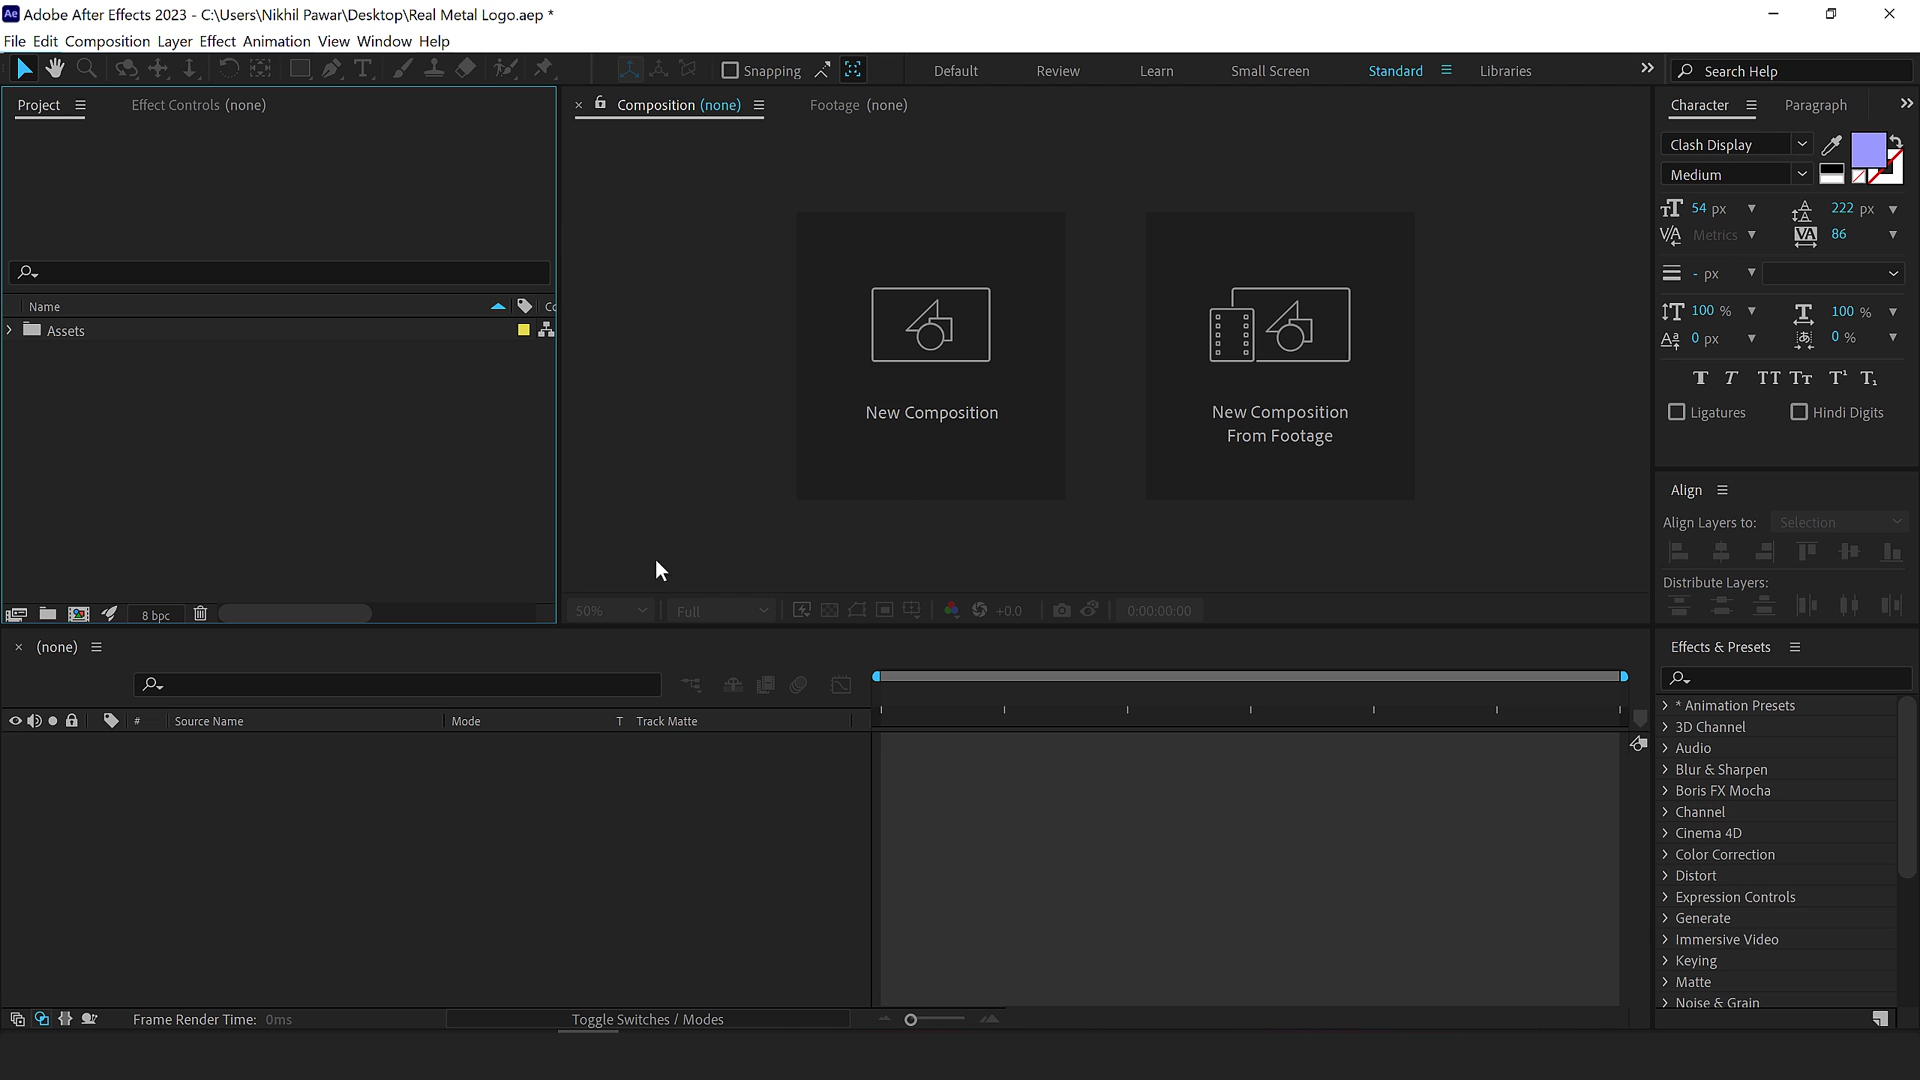 Adobe After Effects 2023 - C:\Users\Nikhil Pawar\Desktop\Real Metal Logo.aep *
File Edit Composition Layer Effect Animation View Window Help
Snapping
Default Review Learn Small Screen Standard Libraries
Search Help
Project Effect Controls (none)
Composition (none) Footage (none)
Character Paragraph
Clash Display
Medium
54 px 222 px
Metrics 86
- px
100 % 100 %
0 px 0 %
Ligatures Hindi Digits
Name
Assets
New Composition
New Composition
From Footage
Align
Align Layers to: Selection
Distribute Layers:
8 bpc
50% Full +0.0 0:00:00:00
(none)
# Source Name Mode T Track Matte
Effects & Presets
* Animation Presets
3D Channel
Audio
Blur & Sharpen
Boris FX Mocha
Channel
Cinema 4D
Color Correction
Distort
Expression Controls
Generate
Immersive Video
Keying
Matte
Noise & Grain
Frame Render Time: 0ms Toggle Switches / Modes